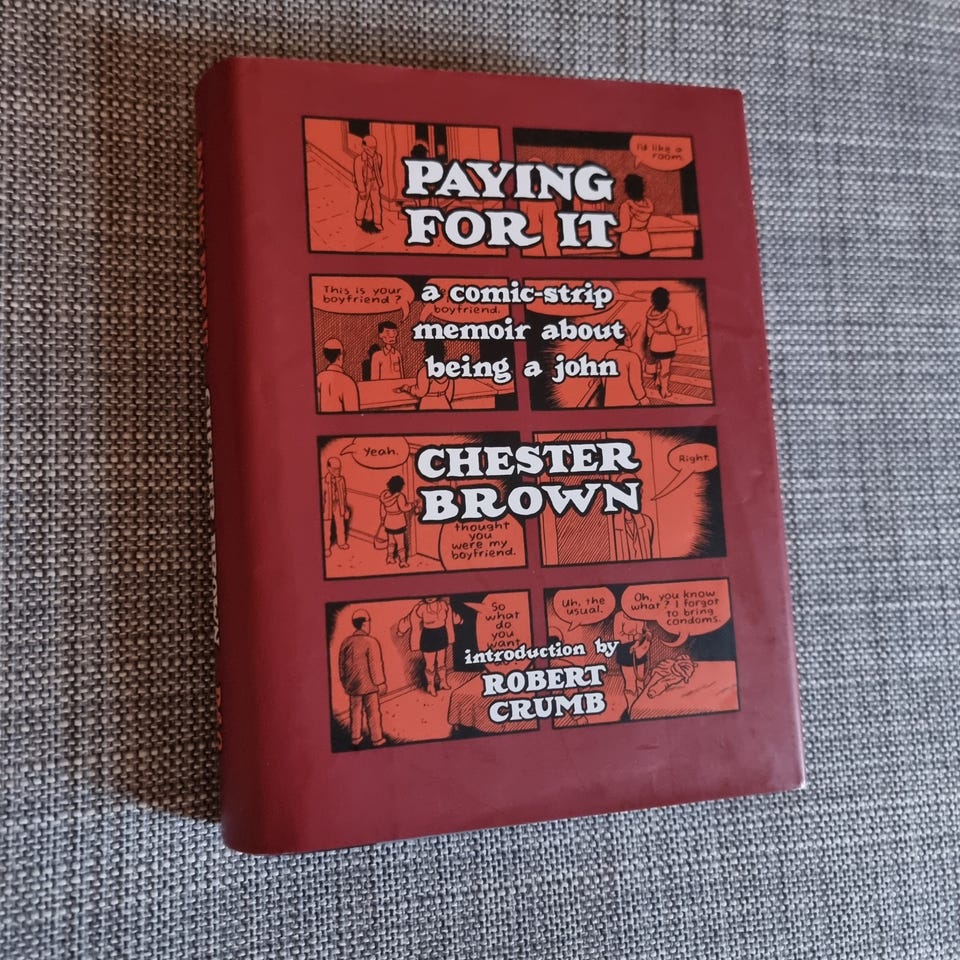 I'd like a
room.
PAYING
FOR IT
This is your
boyfriend?
boyfriend.
a comic-strip
memoir about
being a john
Yeah.
Right.
CHESTER
BROWN
thought
you
were my
boyfriend.
So
what
do
you
want
Uh, the
usual.
Oh, you know
what? I forgot
to bring
condoms.
introduction by
ROBERT
CRUMB